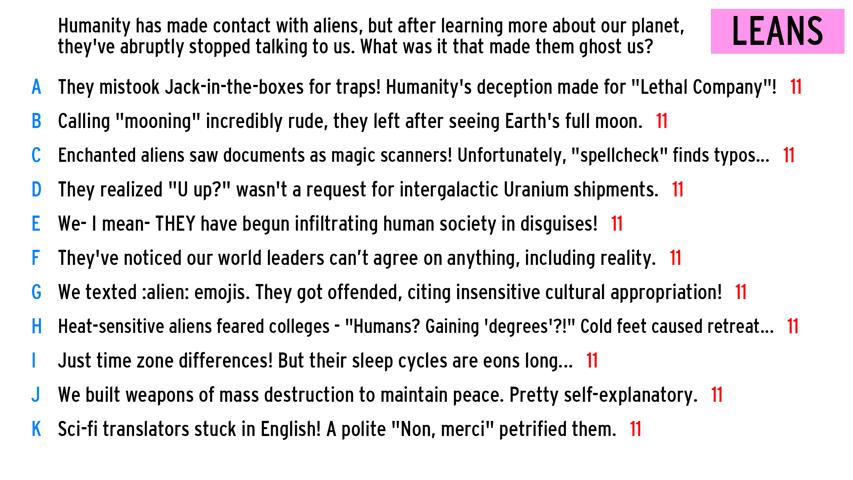 Humanity has made contact with aliens, but after learning more about our planet,
they've abruptly stopped talking to us. What was it that made them ghost us?
LEANS
A They mistook Jack-in-the-boxes for traps! Humanity's deception made for "Lethal Company"! 11
B Calling "mooning" incredibly rude, they left after seeing Earth's full moon. 11
C Enchanted aliens saw documents as magic scanners! Unfortunately, "spellcheck" finds typos... 11
D They realized "U up?" wasn't a request for intergalactic Uranium shipments. 11
E We- I mean- THEY have begun infiltrating human society in disguises! 11
F They've noticed our world leaders can’t agree on anything, including reality. 11
G We texted :alien: emojis. They got offended, citing insensitive cultural appropriation! 11
H Heat-sensitive aliens feared colleges - "Humans? Gaining 'degrees'?!" Cold feet caused retreat... 11
I Just time zone differences! But their sleep cycles are eons long... 11
J We built weapons of mass destruction to maintain peace. Pretty self-explanatory. 11
K Sci-fi translators stuck in English! A polite "Non, merci" petrified them. 11